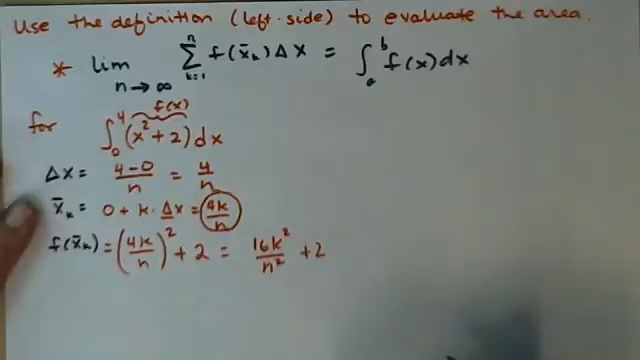 Use the definition (left side) to evaluate the area.
* lim n→∞ Σ k=1 n f(x̄ₖ)Δx = ∫ₐᵇ f(x)dx
f(x)
for ∫₀⁴ (x² + 2)dx
Δx = 4-0/n = 4/n
x̄ₖ = 0 + k·Δx = 4k/n
f(x̄ₖ) = (4k/n)² + 2 = 16k²/n² + 2